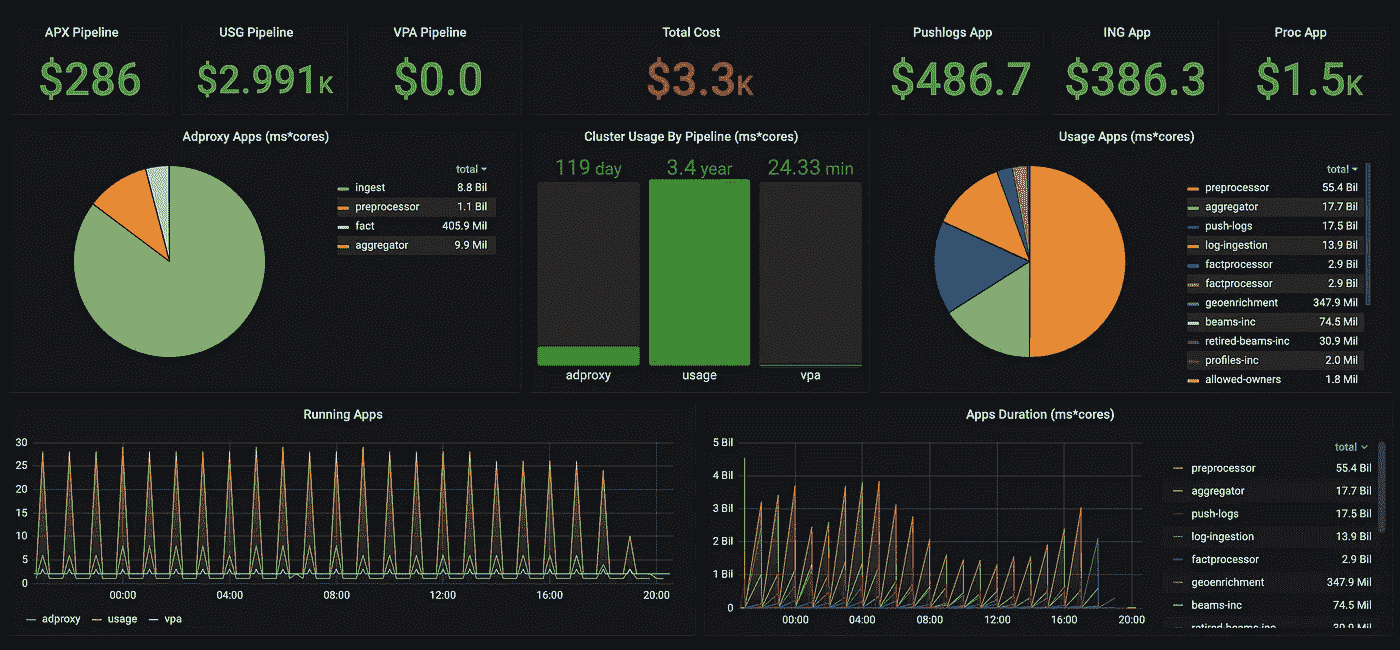 APX Pipeline
$286
USG Pipeline
$2.991K
VPA Pipeline
$0.0
Total Cost
$3.3K
Pushlogs App
$486.7
ING App
$386.3
Proc App
$1.5K
Adproxy Apps (ms*cores)
total
ingest 8.8 Bil
preprocessor 1.1 Bil
fact 405.9 Mil
aggregator 9.9 Mil
Cluster Usage By Pipeline (ms*cores)
119 day 3.4 year 24.33 min
adproxy usage vpa
Usage Apps (ms*cores)
total
preprocessor 55.4 Bil
aggregator 17.7 Bil
push-logs 17.5 Bil
log-ingestion 13.9 Bil
factprocessor 2.9 Bil
factprocessor 2.9 Bil
geoenrichment 347.9 Mil
beams-inc 74.5 Mil
retired-beams-inc 30.9 Mil
profiles-inc 2.0 Mil
allowed-owners 1.8 Mil
Running Apps
30
25
20
15
10
5
0
00:00 04:00 08:00 12:00 16:00 20:00
adproxy usage vpa
Apps Duration (ms*cores)
5 Bil
4 Bil
3 Bil
2 Bil
1 Bil
0
00:00 04:00 08:00 12:00 16:00 20:00
total
preprocessor 55.4 Bil
aggregator 17.7 Bil
push-logs 17.5 Bil
log-ingestion 13.9 Bil
factprocessor 2.9 Bil
geoenrichment 347.9 Mil
beams-inc 74.5 Mil
retired-beams-inc 30.9 Mil